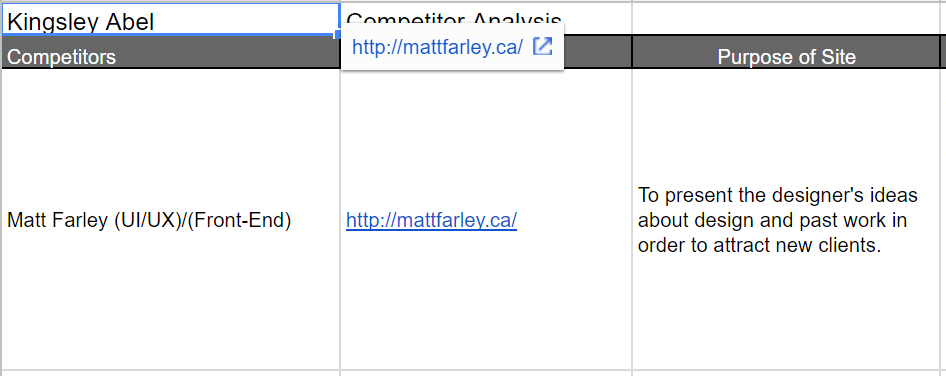 Kingsley Abel
Competitor Analysis
http://mattfarley.ca/
Competitors
Purpose of Site
Matt Farley (UI/UX)/(Front-End)
http://mattfarley.ca/
To present the designer's ideas
about design and past work in
order to attract new clients.